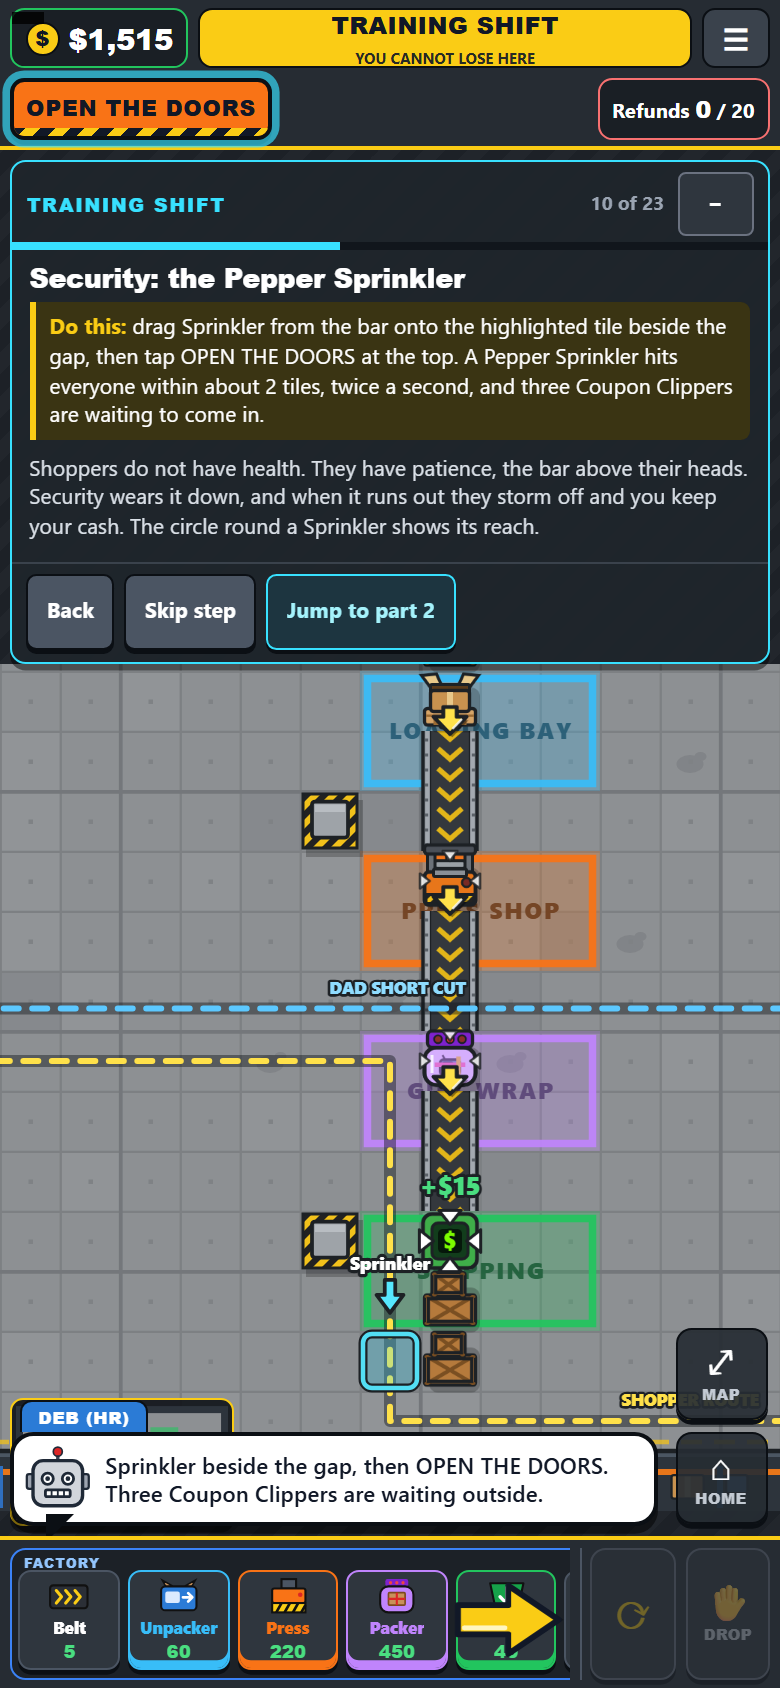 $ $1,515
TRAINING SHIFT
YOU CANNOT LOSE HERE
OPEN THE DOORS
Refunds 0 / 20
TRAINING SHIFT
10 of 23
Security: the Pepper Sprinkler
Do this: drag Sprinkler from the bar onto the highlighted tile beside the
gap, then tap OPEN THE DOORS at the top. A Pepper Sprinkler hits
everyone within about 2 tiles, twice a second, and three Coupon Clippers
are waiting to come in.
Shoppers do not have health. They have patience, the bar above their heads.
Security wears it down, and when it runs out they storm off and you keep
your cash. The circle round a Sprinkler shows its reach.
Back
Skip step
Jump to part 2
BAY
SHOP
DAD SHORT CUT
WRAP
+$15
$
Sprinkler
MAP
DEB (HR)
Sprinkler beside the gap, then OPEN THE DOORS.
Three Coupon Clippers are waiting outside.
HOME
FACTORY
Belt
5
Unpacker
60
Press
220
Packer
450
DROP